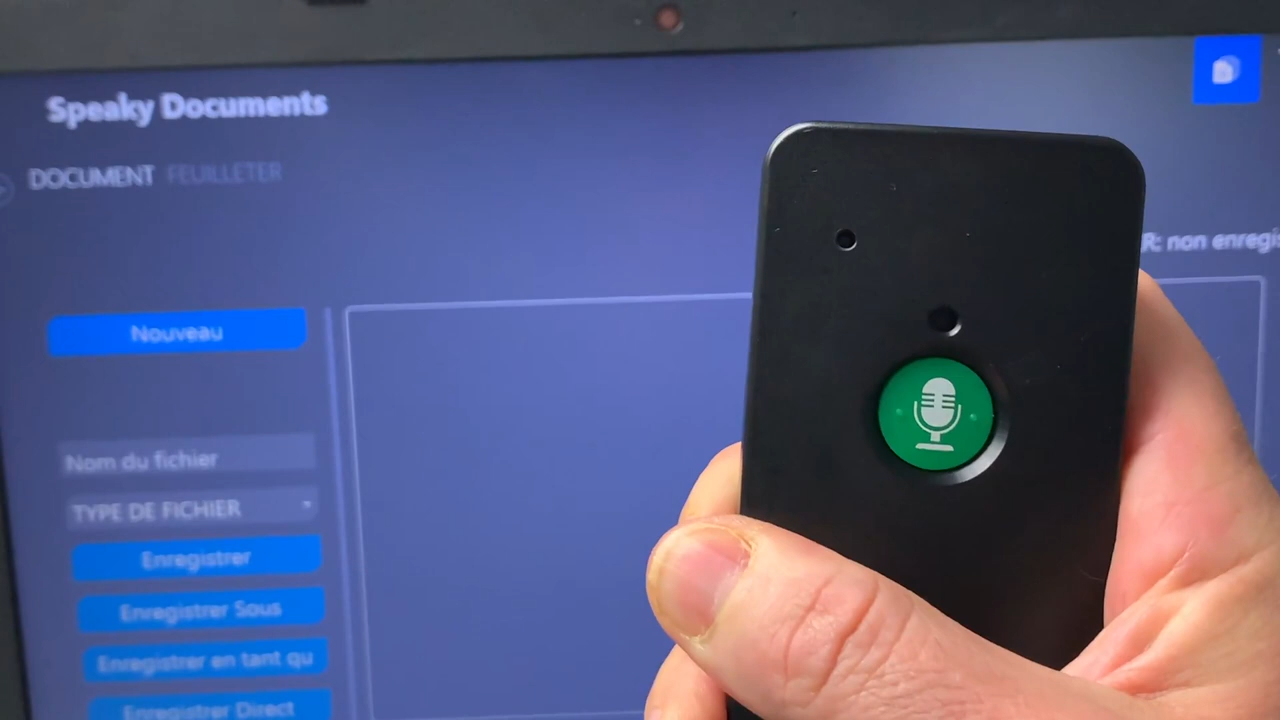 Speaky Documents
DOCUMENT FEUILLETER
R: non enregi
Nouveau
Nom du fichier
TYPE DE FICHIER
Enregistrer
Enregistrer Sous
Enregistrer en tant qu
Enregistrer Direct